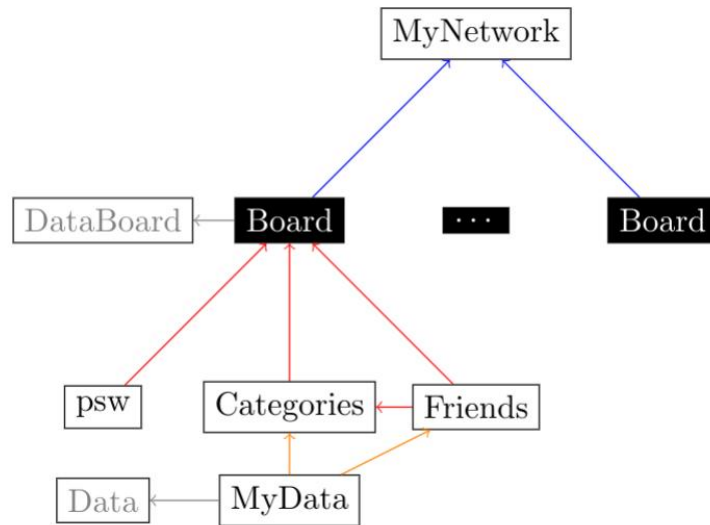 MyNetwork
DataBoard Board ... Board
psw Categories Friends
Data MyData